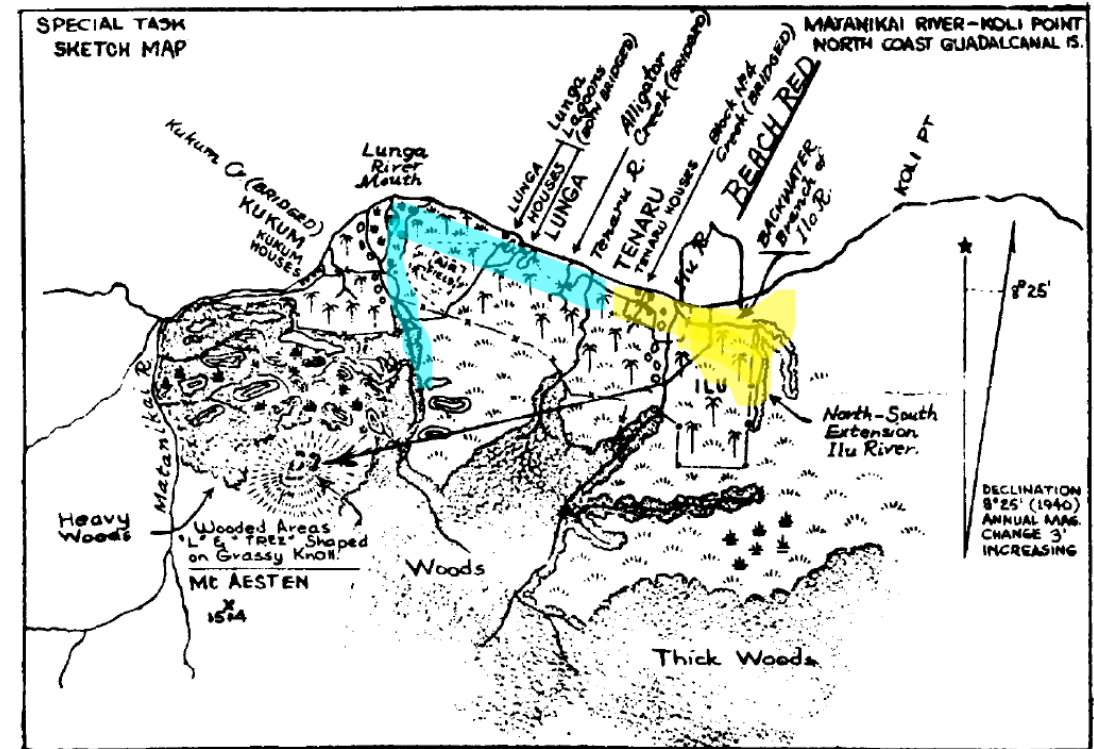 SPECIAL TASK
SKETCH MAP
MATANIKAI RIVER-KOLI POINT
NORTH COAST GUADALCANAL IS.
Kukum Cr. (BRIDGED)
KUKUM
KUKUM
HOUSES
Lunga
River
Mouth
LUNGA
HOUSES
Lunga
Lagoons
(BOTH BRIDGED)
LUNGA
Alligator
Creek (BRIDGED)
Tenaru R.
TENARU
TENARU HOUSES
Block No 4
Creek (BRIDGED)
Ilu R.
BEACH RED
BACKWATER
Branch of
Ilo R.
KOLI PT
AIR
FIELD
8°25'
Matanikai R.
ILU
North-South
Extension
Ilu River.
Heavy
Woods
Wooded Areas
"L" & "TREE" Shaped
on Grassy Knoll.
Mt AESTEN
x
1514
Woods
Thick Woods
DECLINATION
8°25' (1940)
ANNUAL MAG.
CHANGE 3'
INCREASING